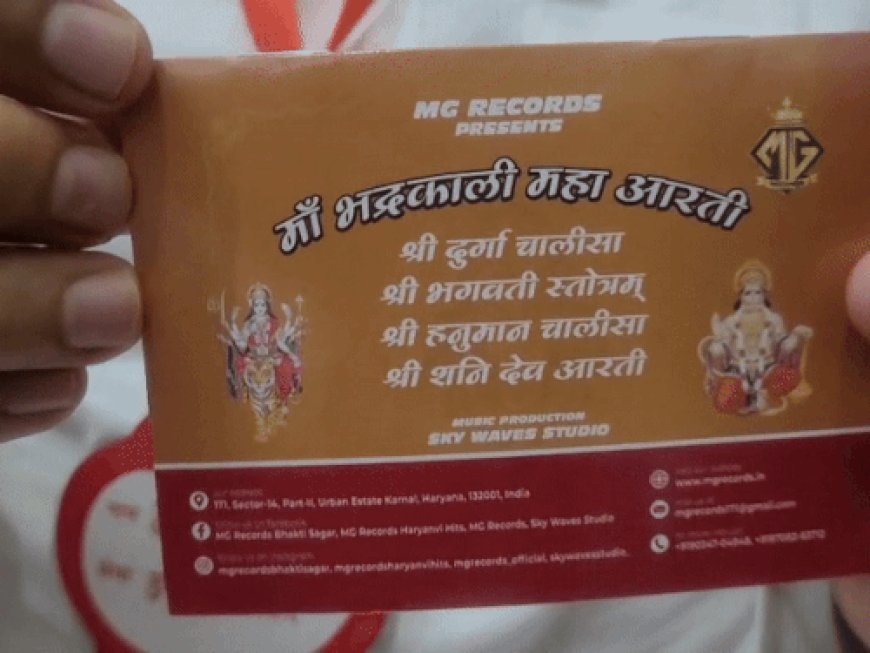 MG RECORDS
PRESENTS
MG
माँ भद्रकाली महा आरती
श्री दुर्गा चालीसा
श्री भगवती स्तोत्रम्
श्री हनुमान चालीसा
श्री शनि देव आरती
MUSIC PRODUCTION
SKY WAVES STUDIO
171, Sector-14, Part-II, Urban Estate Karnal, Haryana, 132001, India
MG Records Bhakti Sagar, MG Records Haryanvi Hits, MG Records, Sky Waves Studio
mgrecordsbhaktisagar, mgrecordsharyanvihits, mgrecords_official, skywavesstudio.
www.mgrecords.in